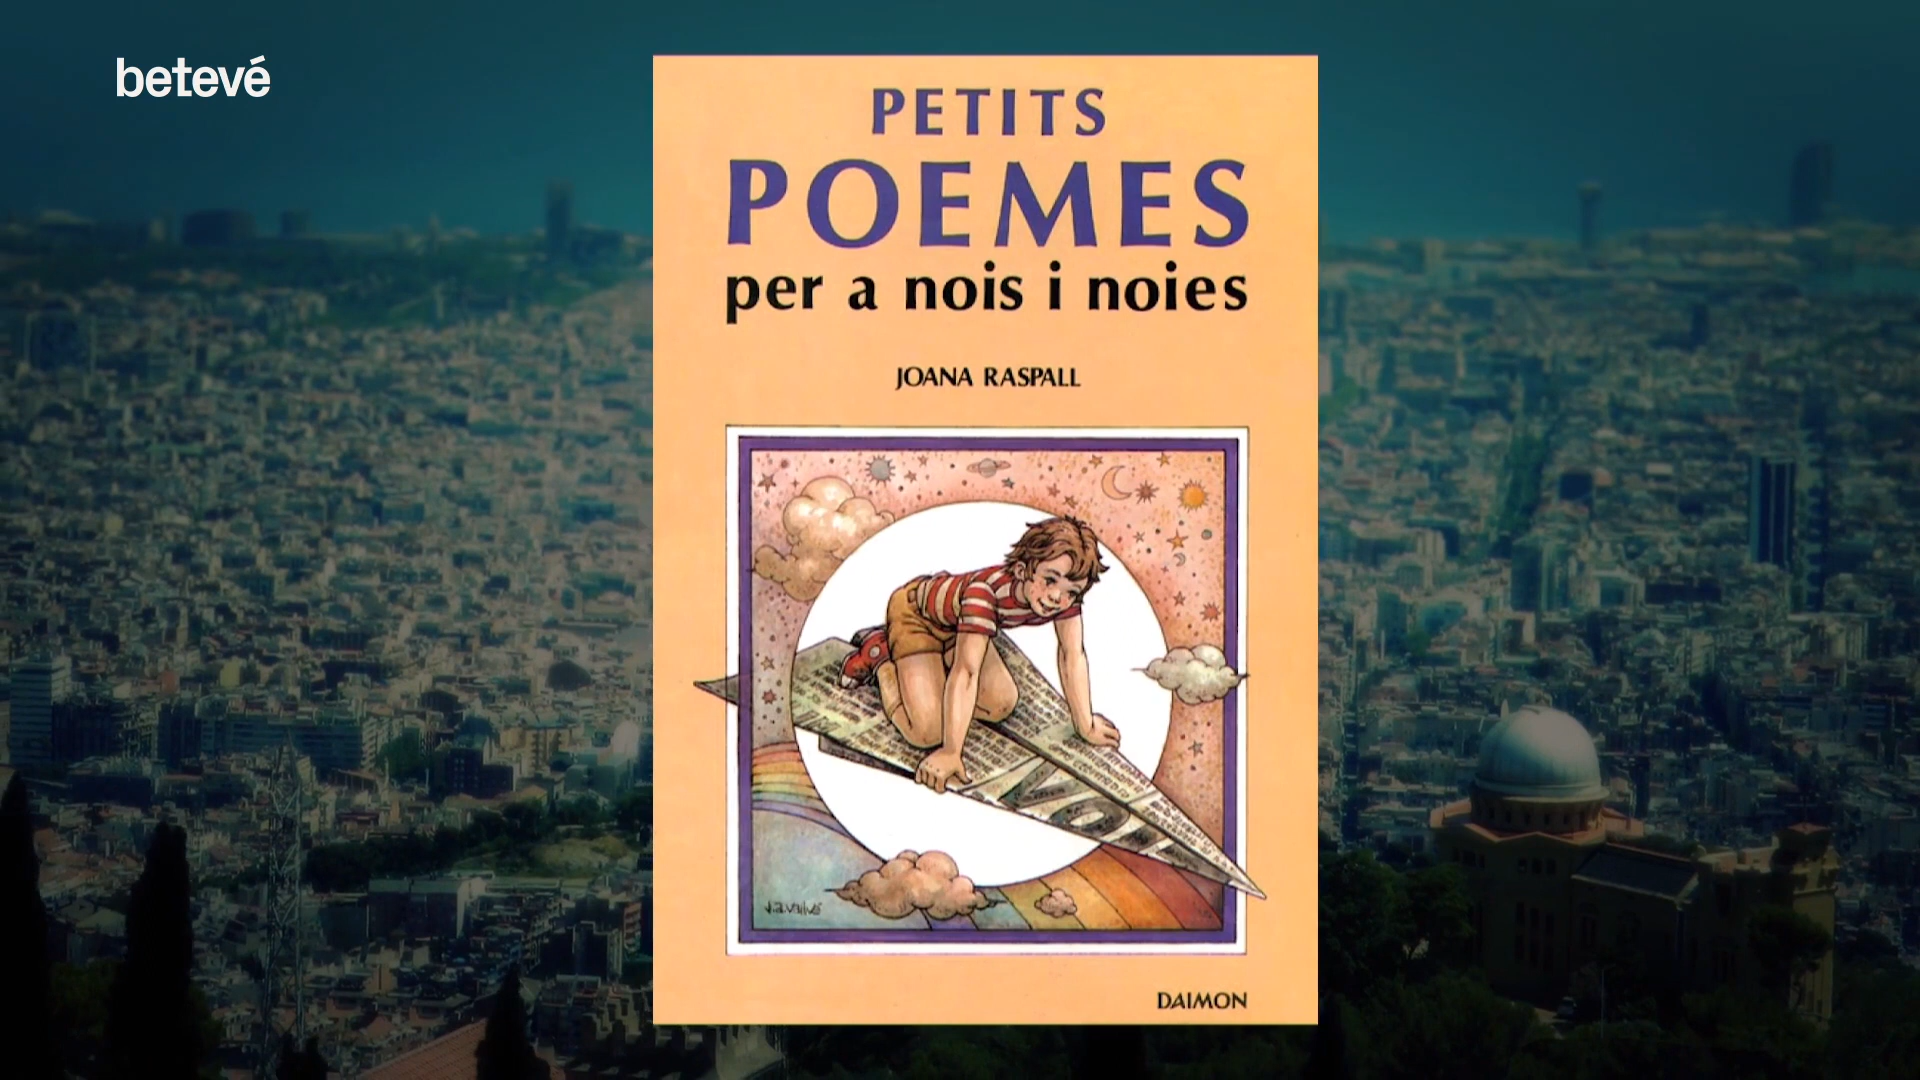 betevé
PETITS
POEMES
per a nois i noies
JOANA RASPALL
DAIMON